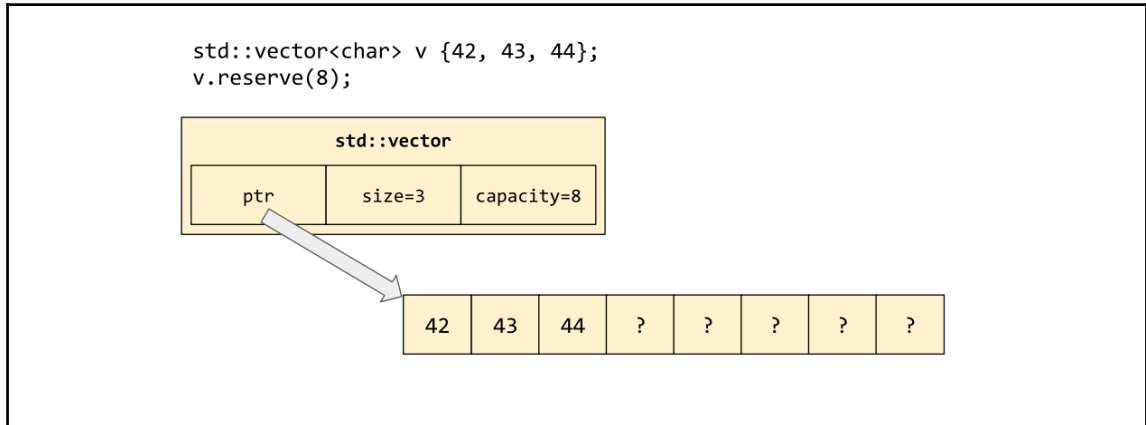 std::vector<char> v {42, 43, 44};
v.reserve(8);
std::vector
ptr size=3 capacity=8
42 43 44 ? ? ? ? ?